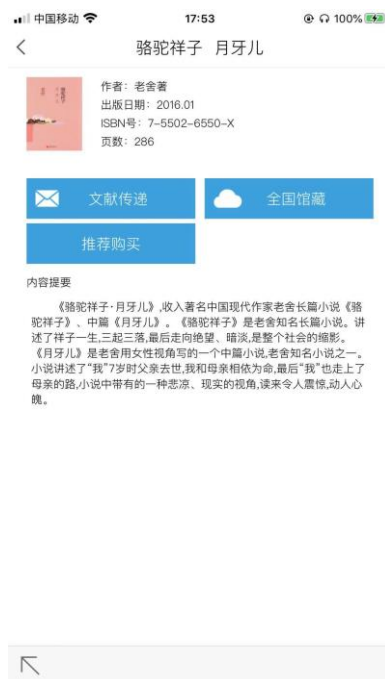 中国移动
17:53
100%
骆驼祥子 月牙儿
作者：老舍著
出版日期：2016.01
ISBN号：7-5502-6550-X
页数：286
文献传递
全国馆藏
推荐购买
内容提要
《骆驼祥子·月牙儿》,收入著名中国现代作家老舍长篇小说《骆
驼祥子》、中篇《月牙儿》。《骆驼祥子》是老舍知名长篇小说。讲
述了祥子一生,三起三落,最后走向绝望、暗淡,是整个社会的缩影。
《月牙儿》是老舍用女性视角写的一个中篇小说,老舍知名小说之一。
小说讲述了“我”7岁时父亲去世,我和母亲相依为命,最后“我”也走上了
母亲的路,小说中带有的一种悲凉、现实的视角,读来令人震惊,动人心
魄。